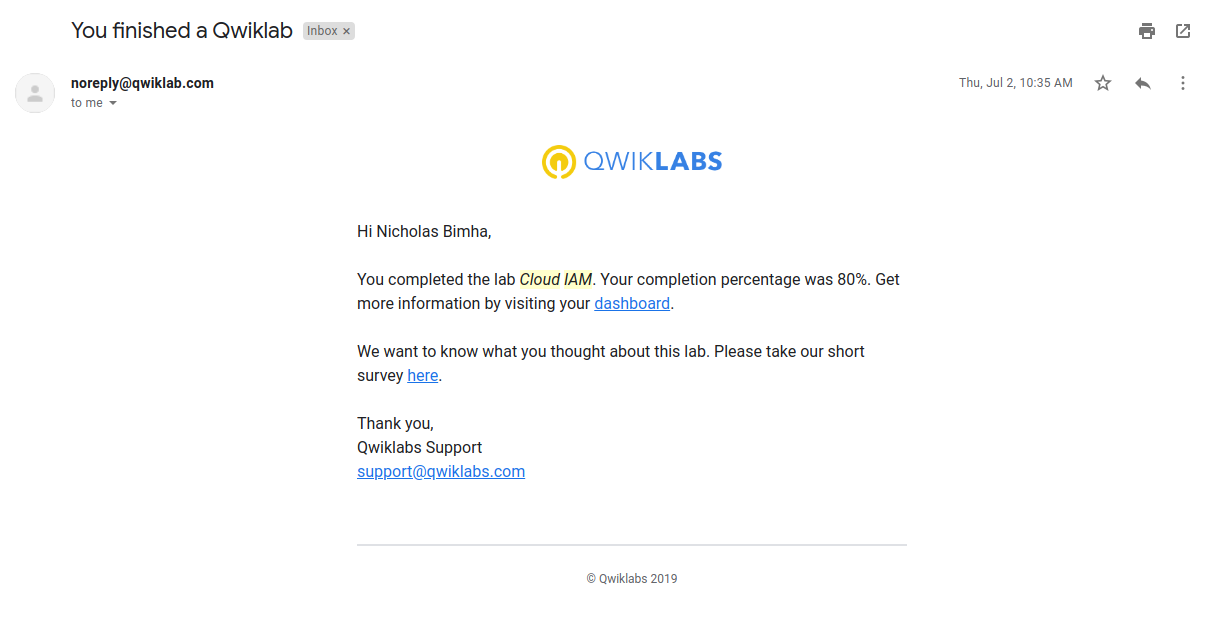 You finished a Qwiklab Inbox ×
noreply@qwiklab.com
Thu, Jul 2, 10:35 AM
to me
QWIKLABS
Hi Nicholas Bimha,
You completed the lab Cloud IAM. Your completion percentage was 80%. Get
more information by visiting your dashboard.
We want to know what you thought about this lab. Please take our short
survey here.
Thank you,
Qwiklabs Support
support@qwiklabs.com
© Qwiklabs 2019